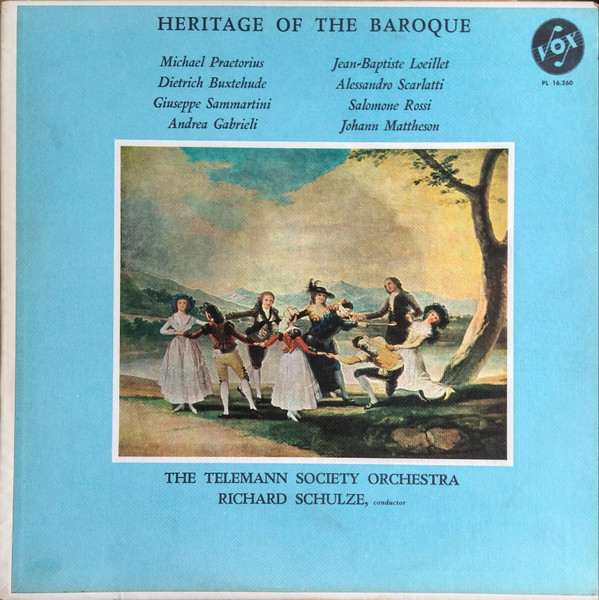 HERITAGE OF THE BAROQUE
VOX
PL 16.260
Michael Praetorius
Dietrich Buxtehude
Giuseppe Sammartini
Andrea Gabrieli
Jean-Baptiste Loeillet
Alessandro Scarlatti
Salomone Rossi
Johann Mattheson
THE TELEMANN SOCIETY ORCHESTRA
RICHARD SCHULZE, conductor